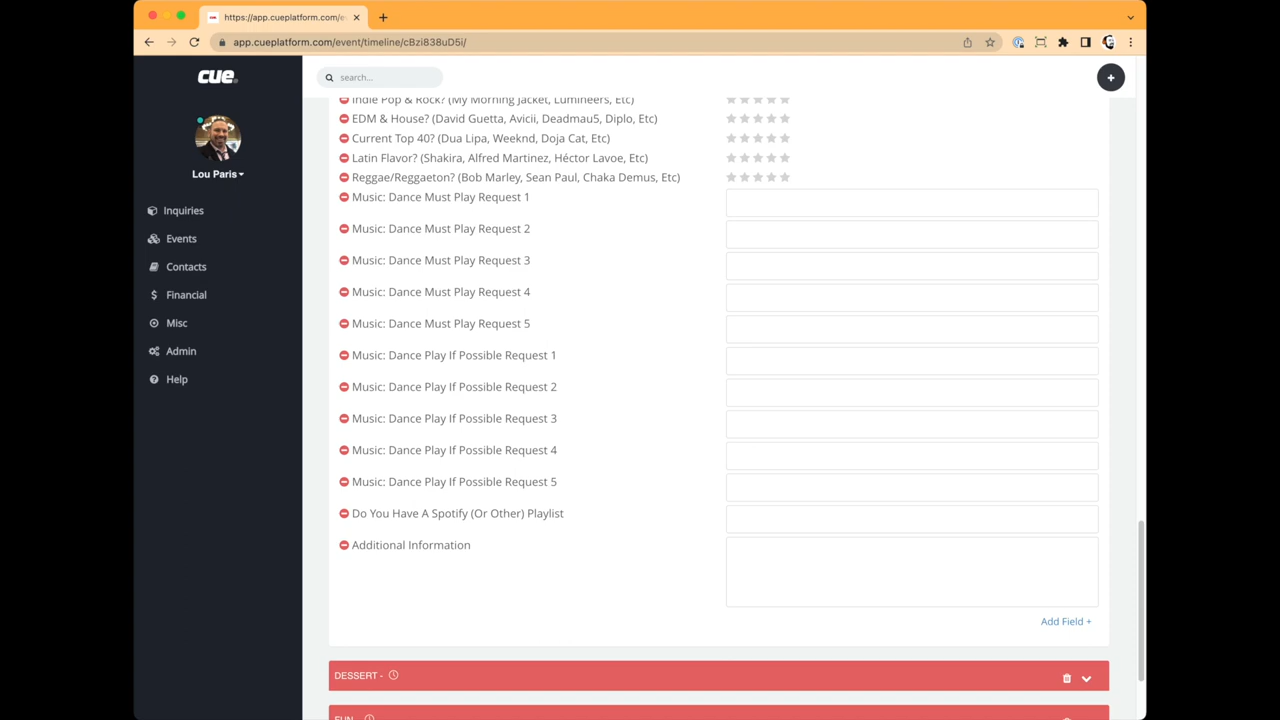 https://app.cueplatform.com/e
app.cueplatform.com/event/timeline/cBzi838uD5i/
cue.
search...
Lou Paris
Inquiries
Events
Contacts
Financial
Misc
Admin
Help
Indie Pop & Rock? (My Morning Jacket, Lumineers, Etc)
EDM & House? (David Guetta, Avicii, Deadmau5, Diplo, Etc)
Current Top 40? (Dua Lipa, Weeknd, Doja Cat, Etc)
Latin Flavor? (Shakira, Alfred Martinez, Héctor Lavoe, Etc)
Reggae/Reggaeton? (Bob Marley, Sean Paul, Chaka Demus, Etc)
Music: Dance Must Play Request 1
Music: Dance Must Play Request 2
Music: Dance Must Play Request 3
Music: Dance Must Play Request 4
Music: Dance Must Play Request 5
Music: Dance Play If Possible Request 1
Music: Dance Play If Possible Request 2
Music: Dance Play If Possible Request 3
Music: Dance Play If Possible Request 4
Music: Dance Play If Possible Request 5
Do You Have A Spotify (Or Other) Playlist
Additional Information
Add Field +
DESSERT -
FUN